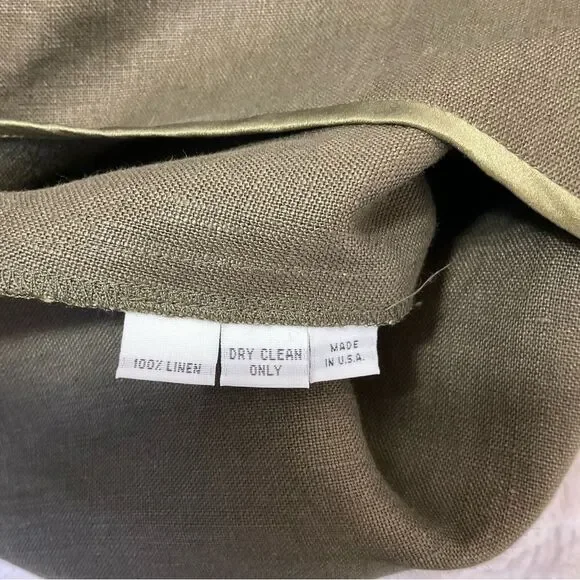 100% LINEN
DRY CLEAN
ONLY
MADE
IN U.S.A.